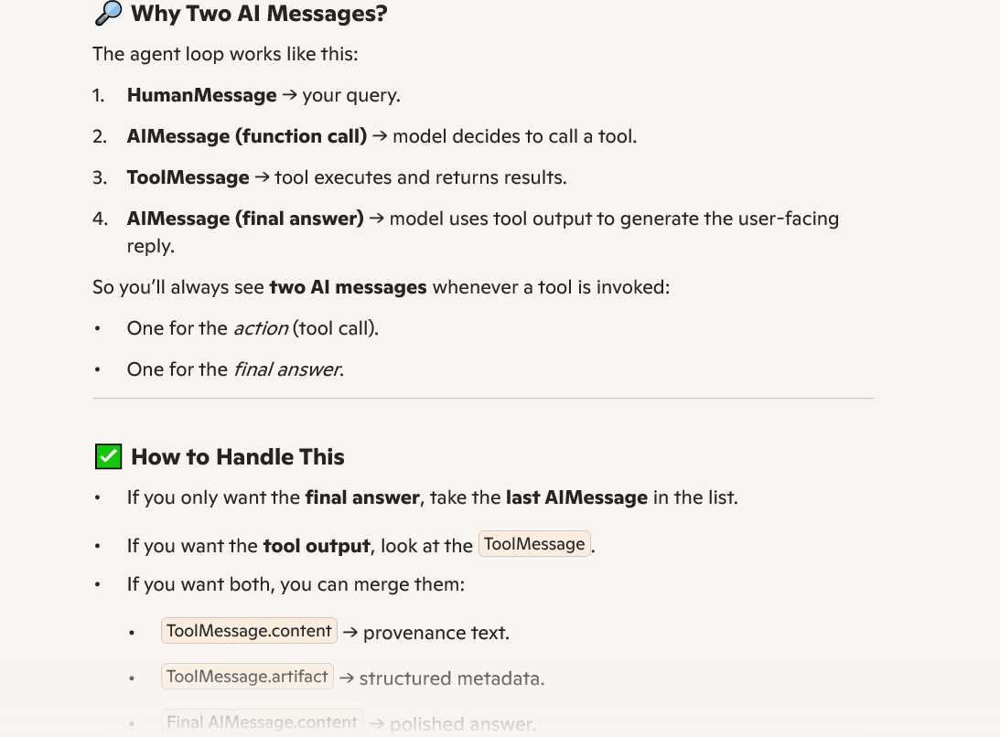 🔎 Why Two AI Messages?
The agent loop works like this:
1. HumanMessage → your query.
2. AIMessage (function call) → model decides to call a tool.
3. ToolMessage → tool executes and returns results.
4. AIMessage (final answer) → model uses tool output to generate the user-facing
reply.
So you’ll always see two AI messages whenever a tool is invoked:
• One for the action (tool call).
• One for the final answer.
✅ How to Handle This
• If you only want the final answer, take the last AIMessage in the list.
• If you want the tool output, look at the ToolMessage.
• If you want both, you can merge them:
• ToolMessage.content → provenance text.
• ToolMessage.artifact → structured metadata.
• Final AIMessage.content → polished answer.